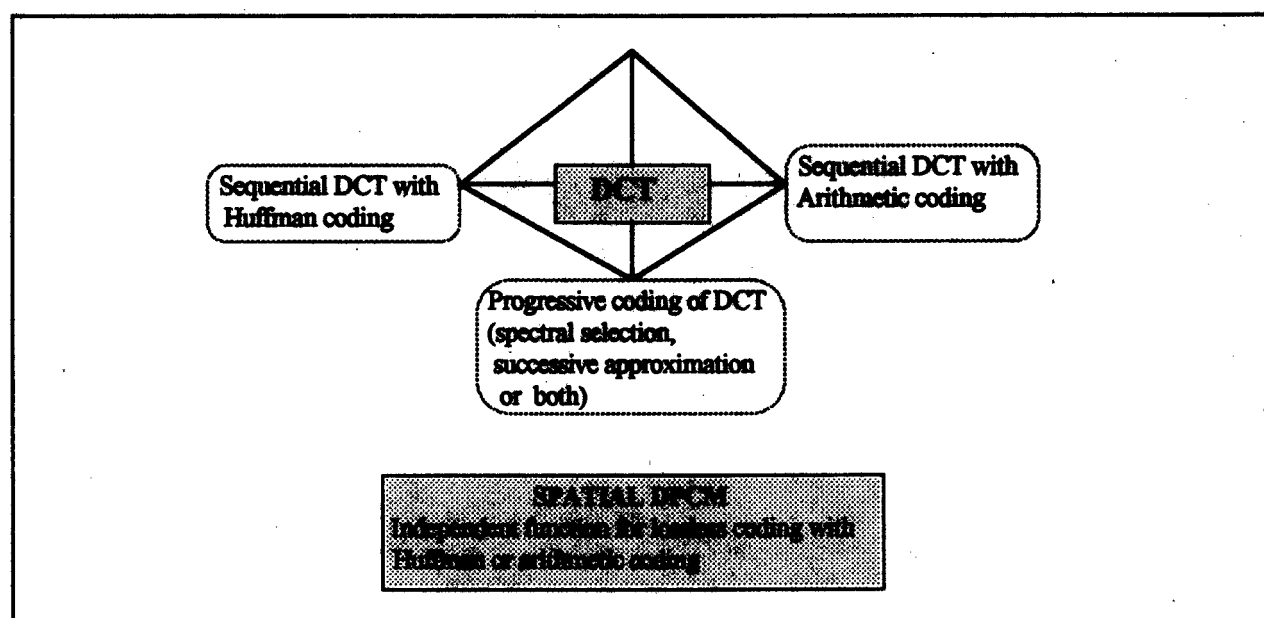 Sequential DCT with
Huffman coding
DCT
Sequential DCT with
Arithmetic coding
Progressive coding of DCT
(spectral selection,
successive approximation
or both)
SPATIAL DPCM
Independent function for lossless coding with
Huffman or arithmetic coding